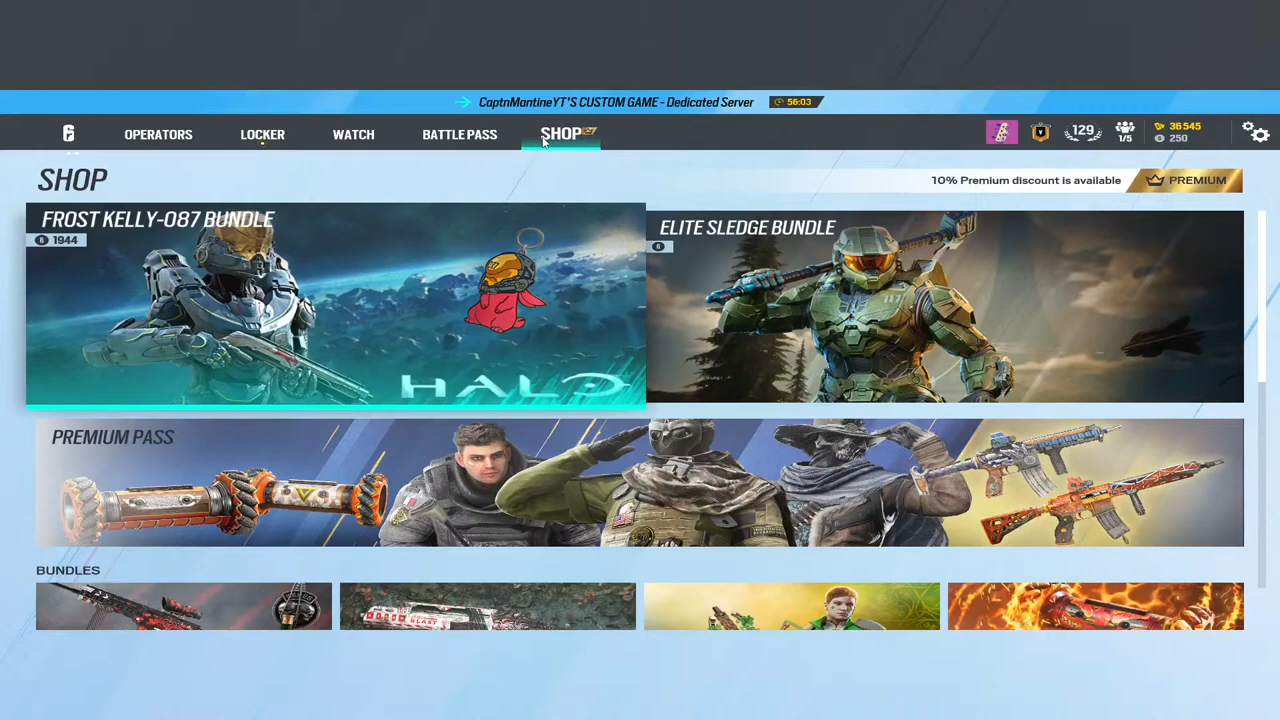 CaptnMantineYT'S CUSTOM GAME - Dedicated Server
56:03
OPERATORS
LOCKER
WATCH
BATTLE PASS
SHOP
129
1/5
36 545
250
SHOP
10% Premium discount is available
PREMIUM
FROST KELLY-087 BUNDLE
1944
HALO
ELITE SLEDGE BUNDLE
117
PREMIUM PASS
BUNDLES
BLAST